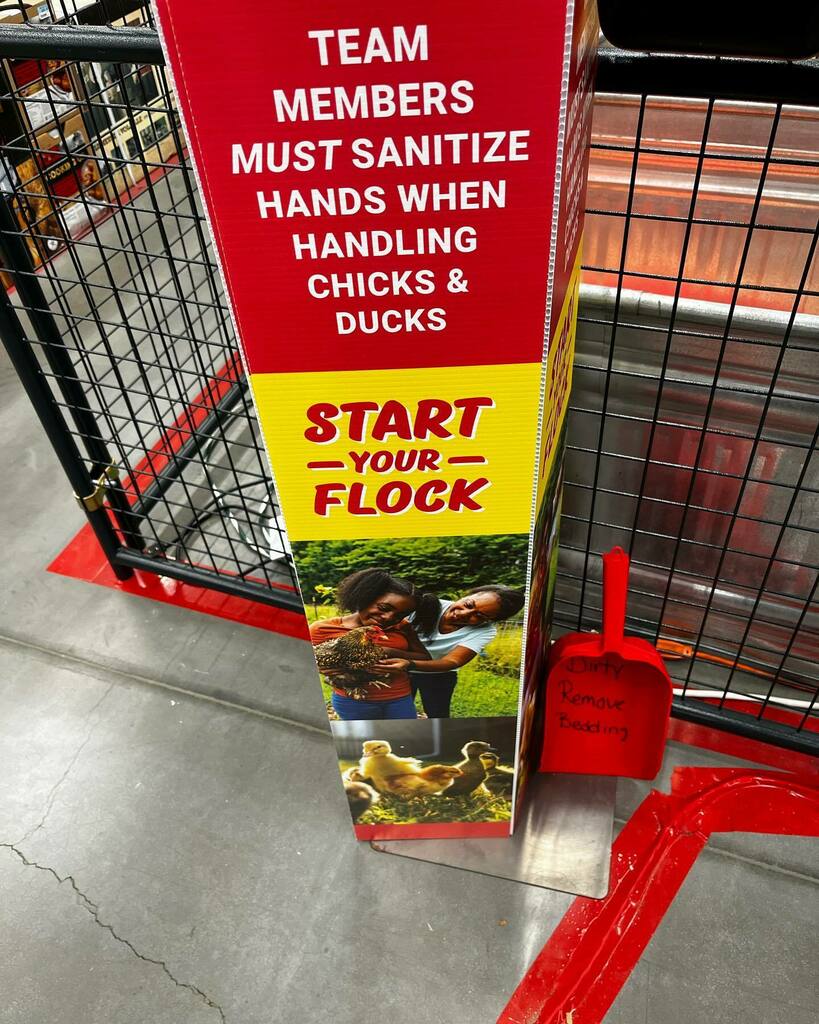 TEAM
MEMBERS
MUST SANITIZE
HANDS WHEN
HANDLING
CHICKS &
DUCKS
START
YOUR
FLOCK
Dirty
Remove
Bedding